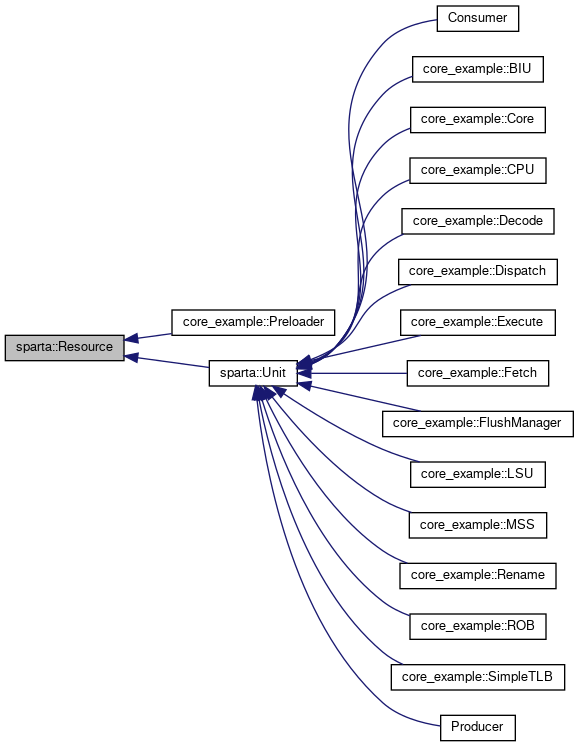 Consumer
core_example::BIU
core_example::Core
core_example::CPU
core_example::Decode
core_example::Dispatch
core_example::Preloader
core_example::Execute
sparta::Resource
sparta::Unit
core_example::Fetch
core_example::FlushManager
core_example::LSU
core_example::MSS
core_example::Rename
core_example::ROB
core_example::SimpleTLB
Producer